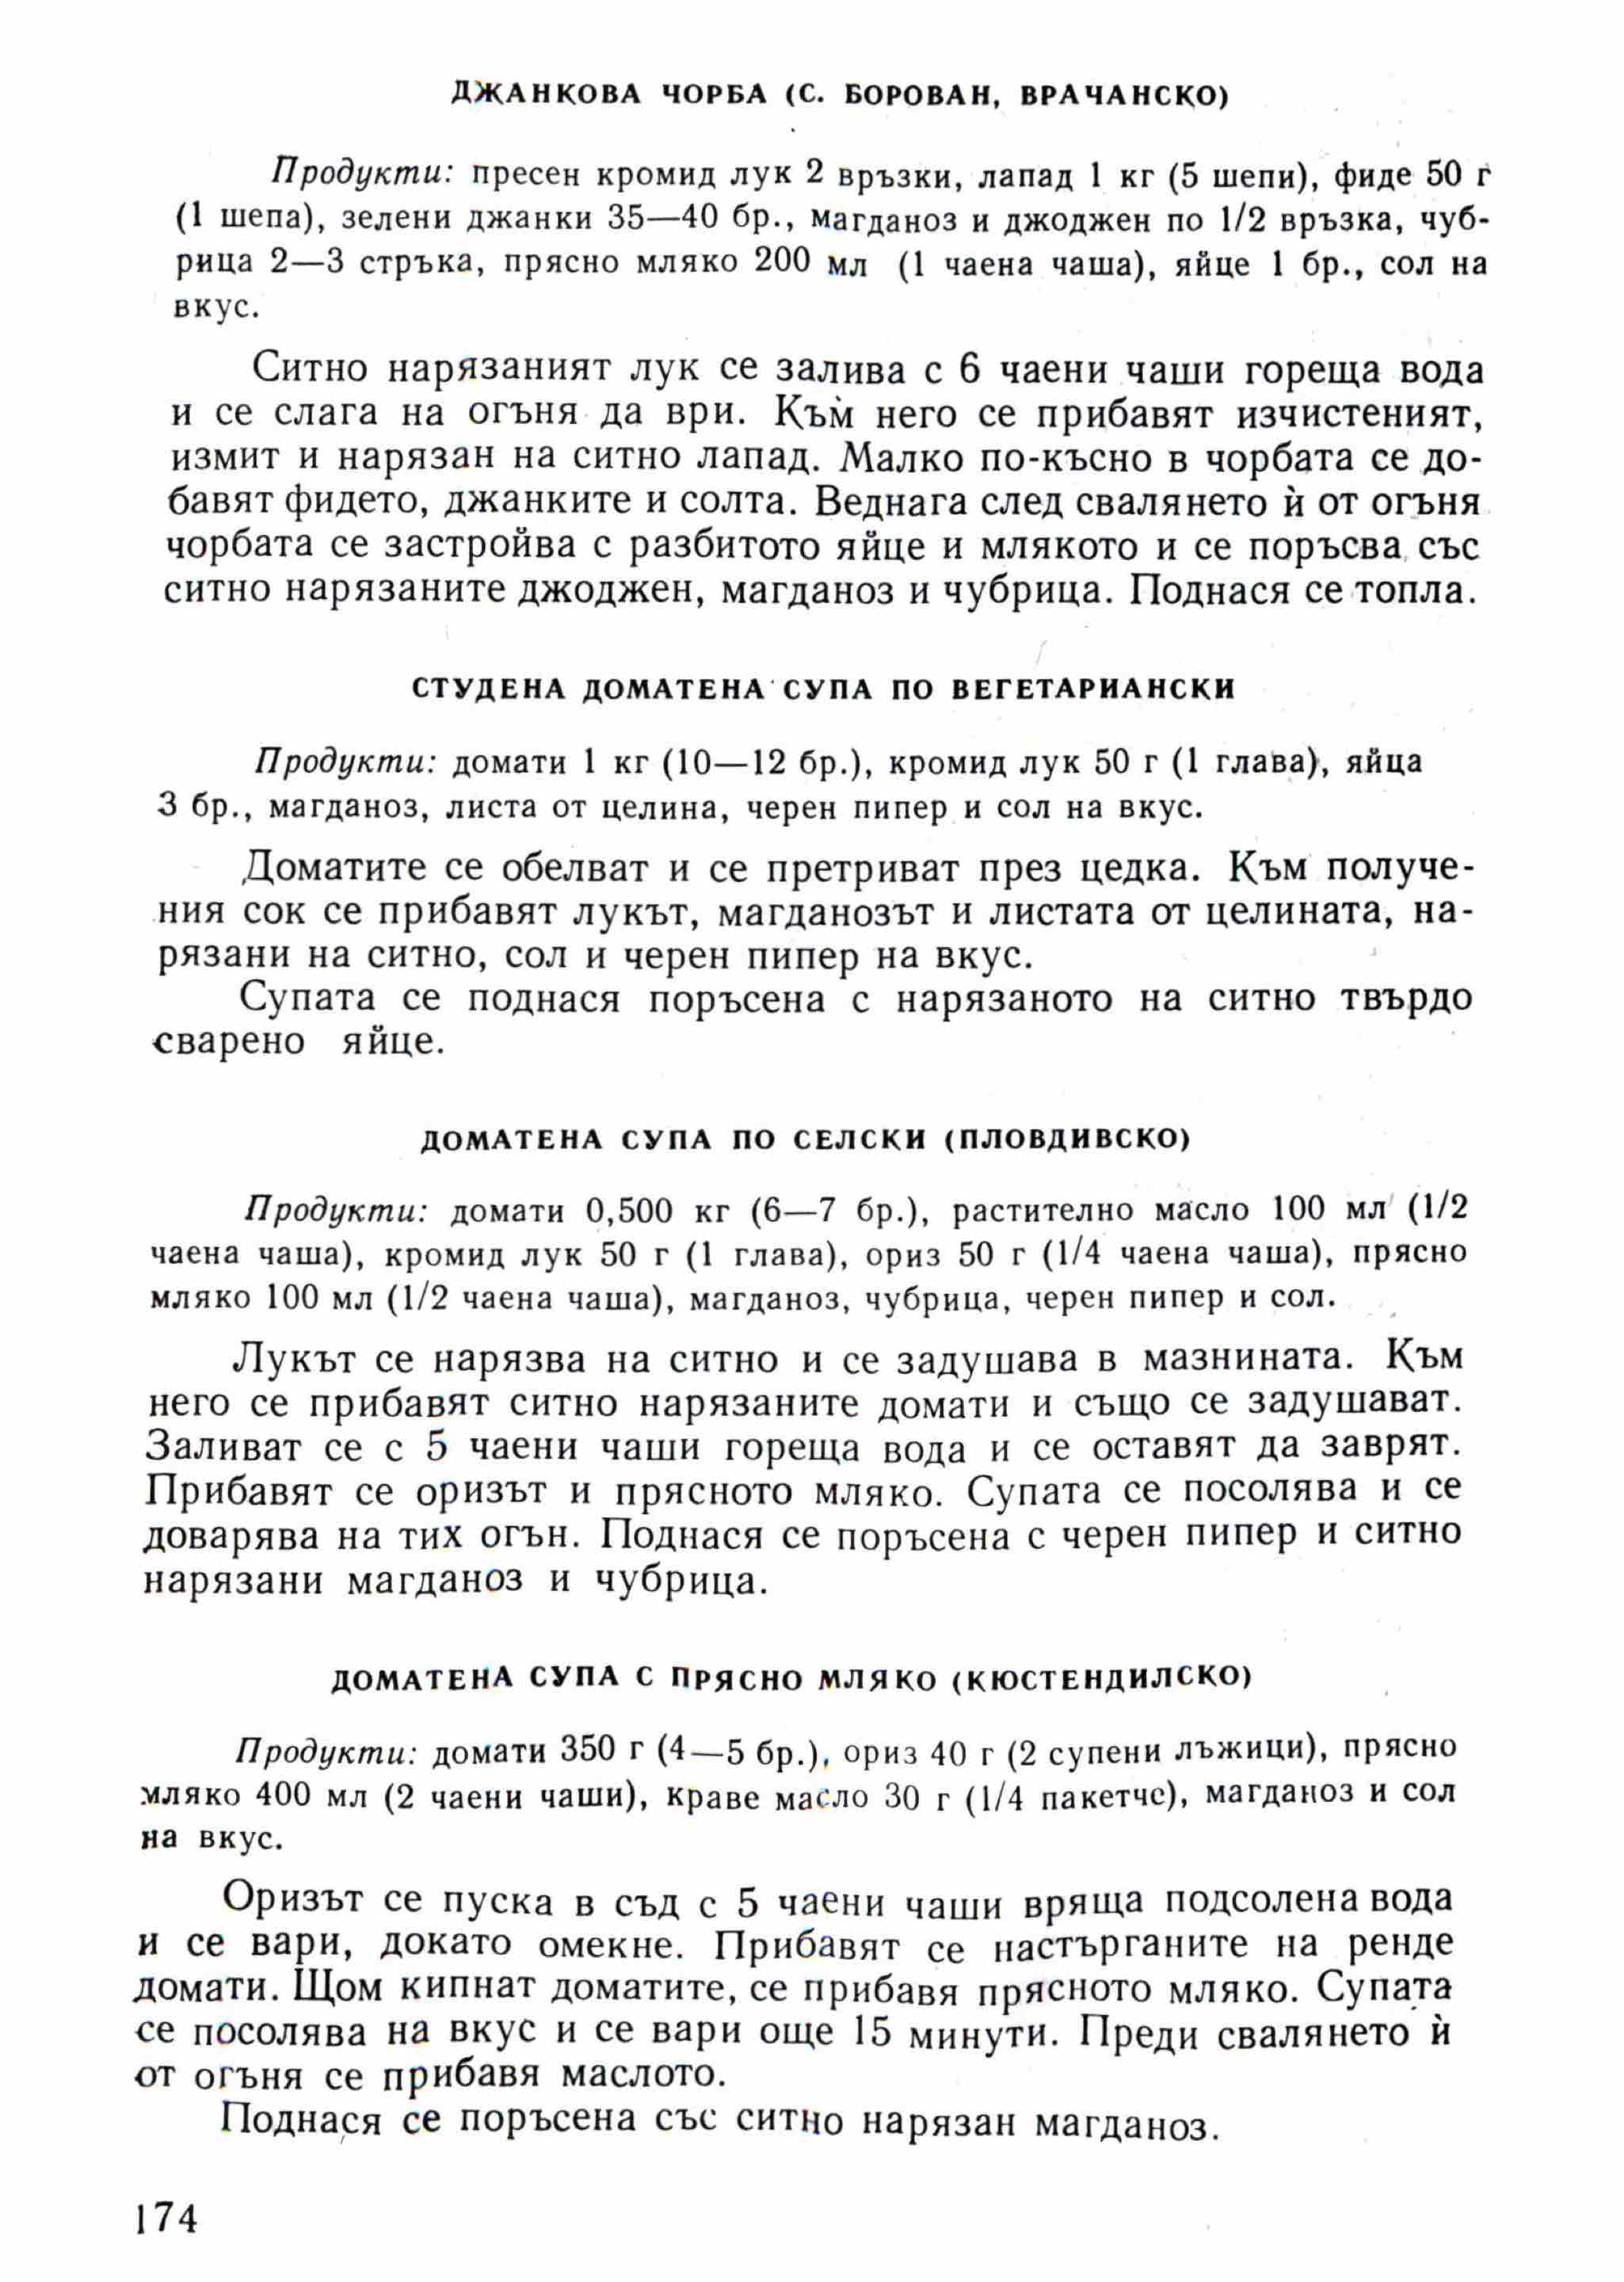 ДЖАНКОВА ЧОРБА (С. БОРОВАН, ВРАЧАНСКО)
Продукти: пресен кромид лук 2 връзки, лапад 1 кг (5 шепи), фиде 50 г
(1 шепа), зелени джанки 35—40 бр., магданоз и джоджен по 1/2 връзка, чуб-
рица 2—3 стръка, прясно мляко 200 мл (1 чаена чаша), яйце 1 бр., сол на
вкус.
Ситно нарязаният лук се залива с 6 чаени чаши гореща вода
и се слага на огъня да ври. Към него се прибавят изчистеният,
измит и нарязан на ситно лапад. Малко по-късно в чорбата се до-
бавят фидето, джанките и солта. Веднага след свалянето ѝ от огъня
чорбата се застройва с разбитото яйце и млякото и се поръсва със
ситно нарязаните джоджен, магданоз и чубрица. Поднася се топла.
СТУДЕНА ДОМАТЕНА СУПА ПО ВЕГЕТАРИАНСКИ
Продукти: домати 1 кг (10—12 бр.), кромид лук 50 г (1 глава), яйца
3 бр., магданоз, листа от целина, черен пипер и сол на вкус.
Доматите се обелват и се претриват през цедка. Към получе-
ния сок се прибавят лукът, магданозът и листата от целината, на-
рязани на ситно, сол и черен пипер на вкус.
Супата се поднася поръсена с нарязаното на ситно твърдо
сварено яйце.
ДОМАТЕНА СУПА ПО СЕЛСКИ (ПЛОВДИВСКО)
Продукти: домати 0,500 кг (6—7 бр.), растително масло 100 мл (1/2
чаена чаша), кромид лук 50 г (1 глава), ориз 50 г (1/4 чаена чаша), прясно
мляко 100 мл (1/2 чаена чаша), магданоз, чубрица, черен пипер и сол.
Лукът се нарязва на ситно и се задушава в мазнината. Към
него се прибавят ситно нарязаните домати и също се задушават.
Заливат се с 5 чаени чаши гореща вода и се оставят да заврят.
Прибавят се оризът и прясното мляко. Супата се посолява и се
доварява на тих огън. Поднася се поръсена с черен пипер и ситно
нарязани магданоз и чубрица.
ДОМАТЕНА СУПА С ПРЯСНО МЛЯКО (КЮСТЕНДИЛСКО)
Продукти: домати 350 г (4—5 бр.), ориз 40 г (2 супени лъжици), прясно
мляко 400 мл (2 чаени чаши), краве масло 30 г (1/4 пакетче), магданоз и сол
на вкус.
Оризът се пуска в съд с 5 чаени чаши вряща подсолена вода
и се вари, докато омекне. Прибавят се настърганите на ренде
домати. Щом кипнат доматите, се прибавя прясното мляко. Супата
се посолява на вкус и се вари още 15 минути. Преди свалянето ѝ
от огъня се прибавя маслото.
Поднася се поръсена със ситно нарязан магданоз.
174